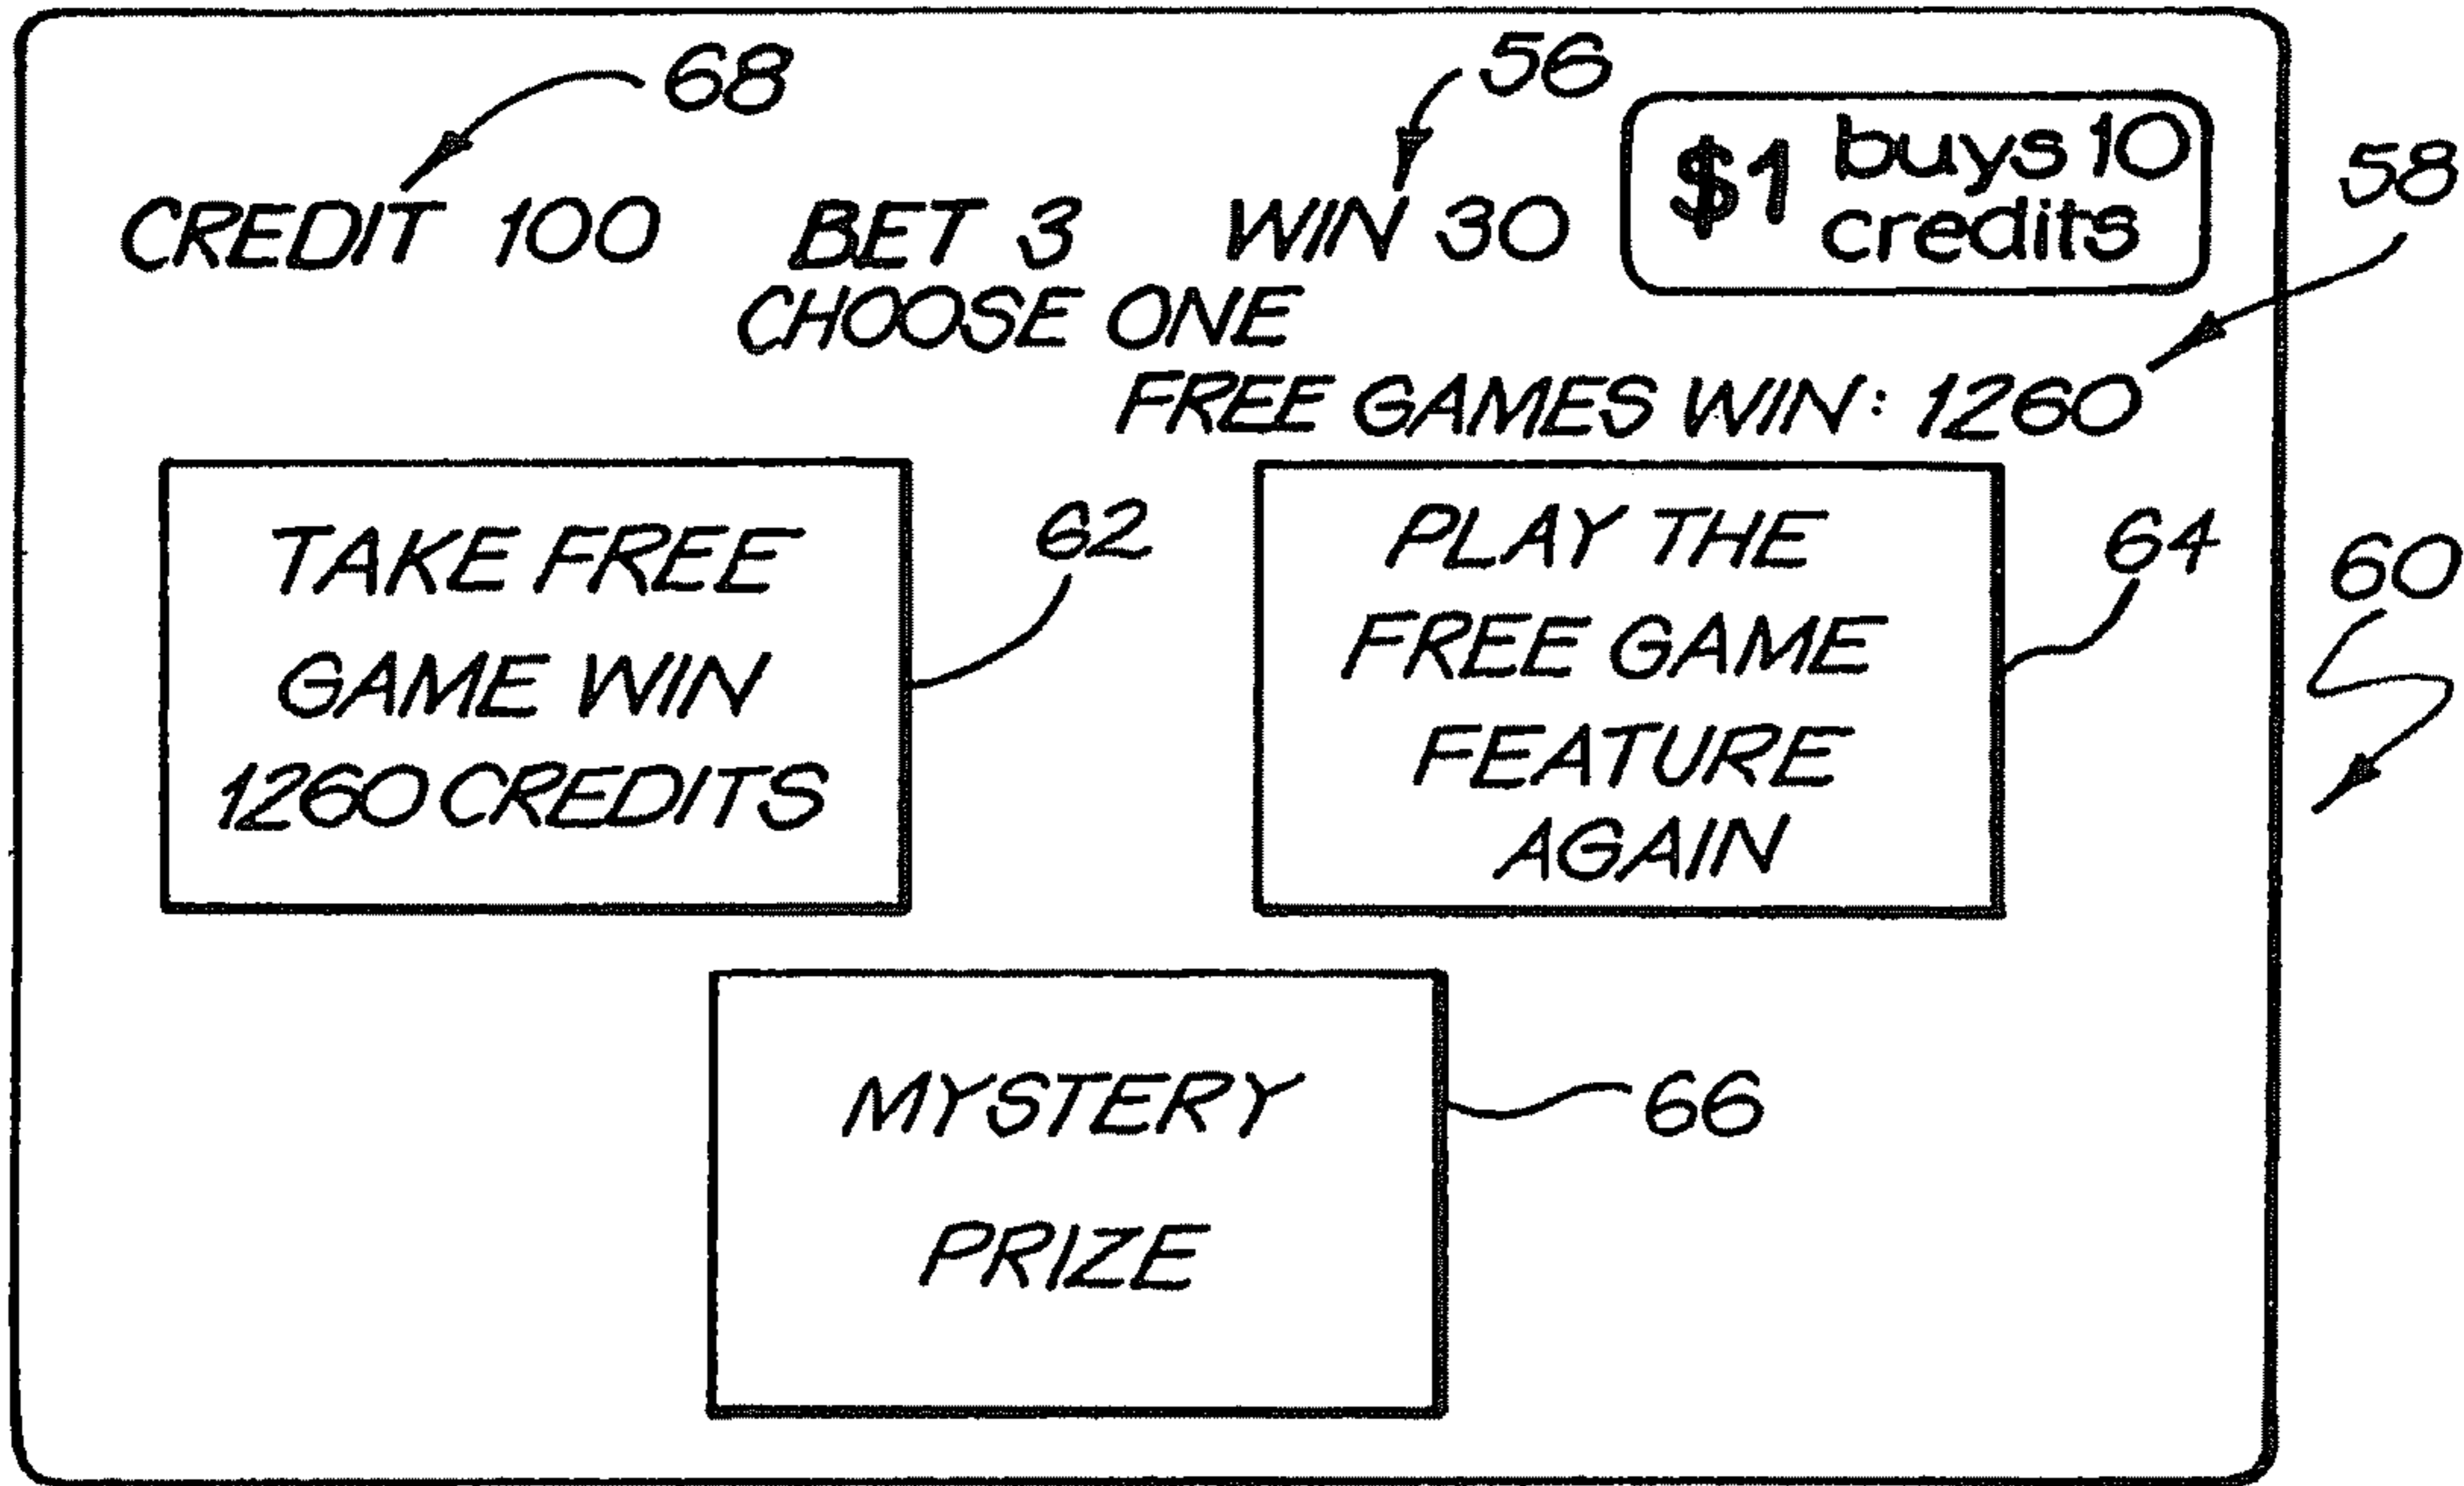 68
56
58
CREDIT 100 BET 3 WIN 30
$1 buys 10
credits
CHOOSE ONE
FREE GAMES WIN: 1260
TAKE FREE
GAME WIN
1260 CREDITS
62
PLAY THE
FREE GAME
FEATURE
AGAIN
64
60
MYSTERY
PRIZE
66